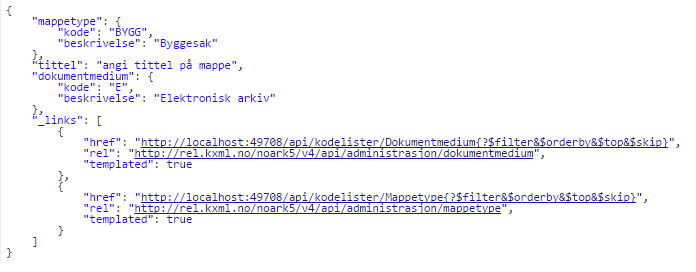 {
    "mappetype": {
        "kode": "BYGG",
        "beskrivelse": "Byggesak"
    },
    "tittel": "angi tittel på mappe",
    "dokumentmedium": {
        "kode": "E",
        "beskrivelse": "Elektronisk arkiv"
    },
    "_links": [
        {
            "href": "http://localhost:49708/api/kodelister/Dokumentmedium{?$filter&$orderby&$top&$skip}",
            "rel": "http://rel.kxml.no/noark5/v4/api/administrasjon/dokumentmedium",
            "templated": true
        },
        {
            "href": "http://localhost:49708/api/kodelister/Mappetype{?$filter&$orderby&$top&$skip}",
            "rel": "http://rel.kxml.no/noark5/v4/api/administrasjon/mappetype",
            "templated": true
        }
    ]
}